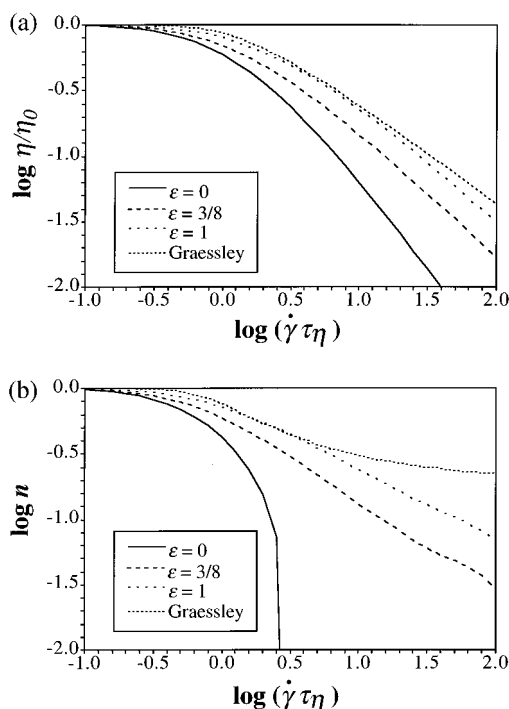 (a)
log η/η0
0.0
-0.5
-1.0
-1.5
-2.0
ε = 0
ε = 3/8
ε = 1
Graessley
-1.0 -0.5 0.0 0.5 1.0 1.5 2.0
log (γ̇ τη)
(b)
log n
0.0
-0.5
-1.0
-1.5
-2.0
ε = 0
ε = 3/8
ε = 1
Graessley
-1.0 -0.5 0.0 0.5 1.0 1.5 2.0
log (γ̇ τη)